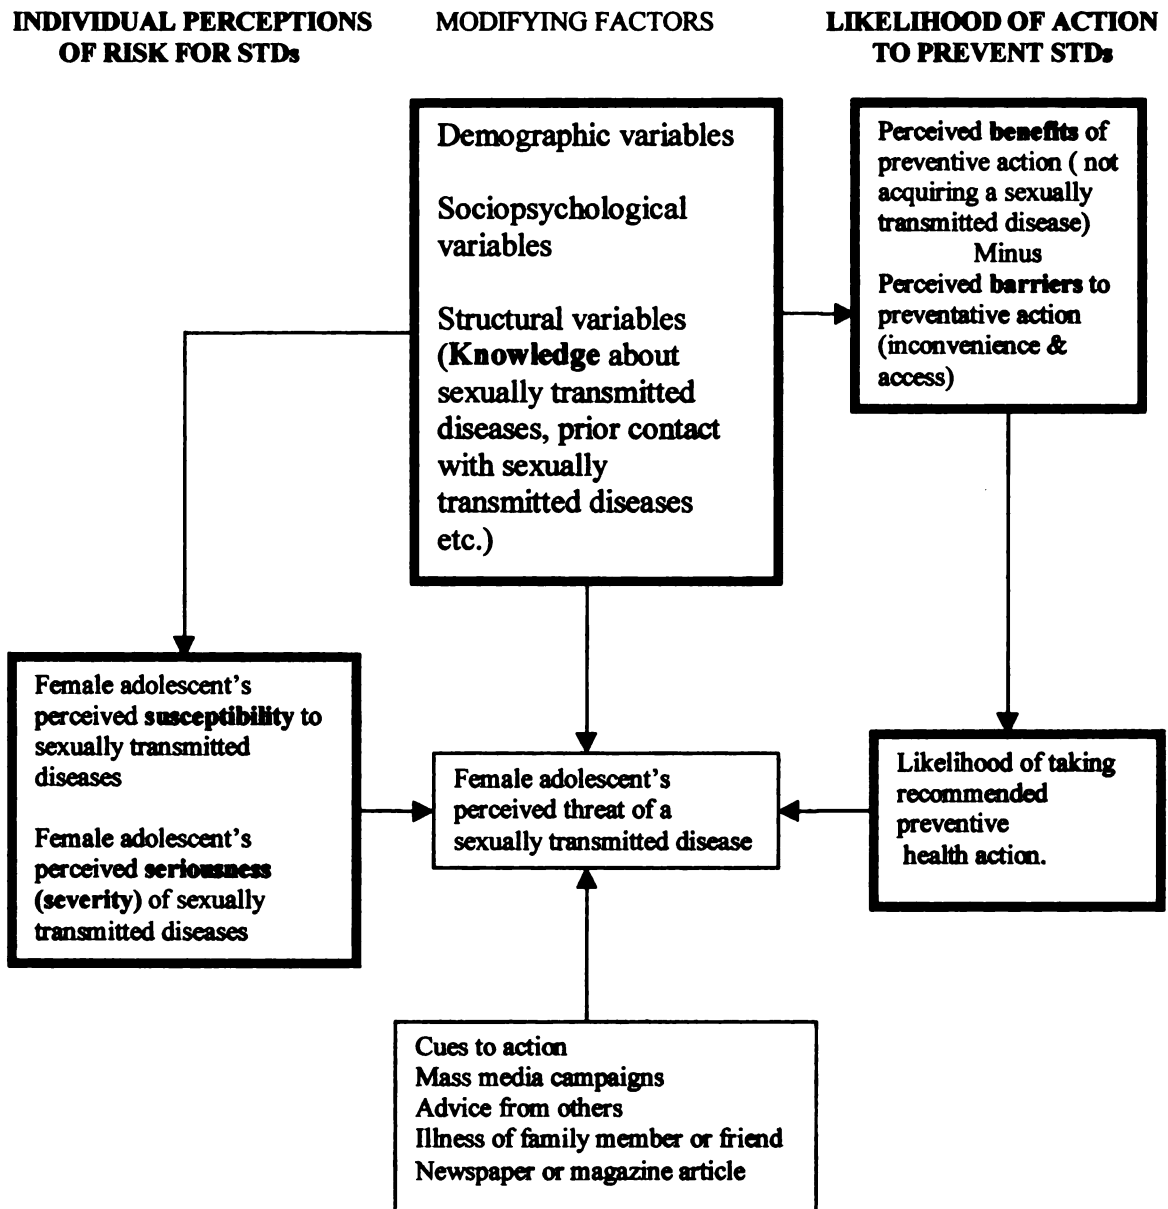 INDIVIDUAL PERCEPTIONS
OF RISK FOR STDs
MODIFYING FACTORS
LIKELIHOOD OF ACTION
TO PREVENT STDs
Demographic variables
Sociopsychological
variables
Structural variables
(Knowledge about
sexually transmitted
diseases, prior contact
with sexually
transmitted diseases
etc.)
Perceived benefits of
preventive action ( not
acquiring a sexually
transmitted disease)
Minus
Perceived barriers to
preventative action
(inconvenience &
access)
Female adolescent's
perceived susceptibility to
sexually transmitted
diseases
Female adolescent's
perceived seriousness
(severity) of sexually
transmitted diseases
Female adolescent's
perceived threat of a
sexually transmitted disease
Likelihood of taking
recommended
preventive
health action.
Cues to action
Mass media campaigns
Advice from others
Illness of family member or friend
Newspaper or magazine article